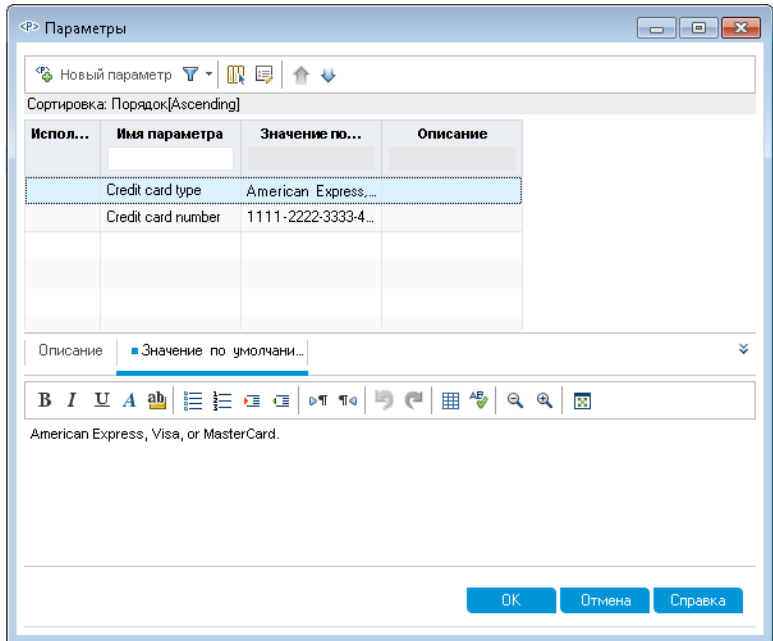 <P> Параметры
Новый параметр
Сортировка: Порядок[Ascending]
Испол... Имя параметра Значение по... Описание
Credit card type American Express,...
Credit card number 1111-2222-3333-4...
Описание Значение по умолчани...
B I U A ab
American Express, Visa, or MasterCard.
OK Отмена Справка